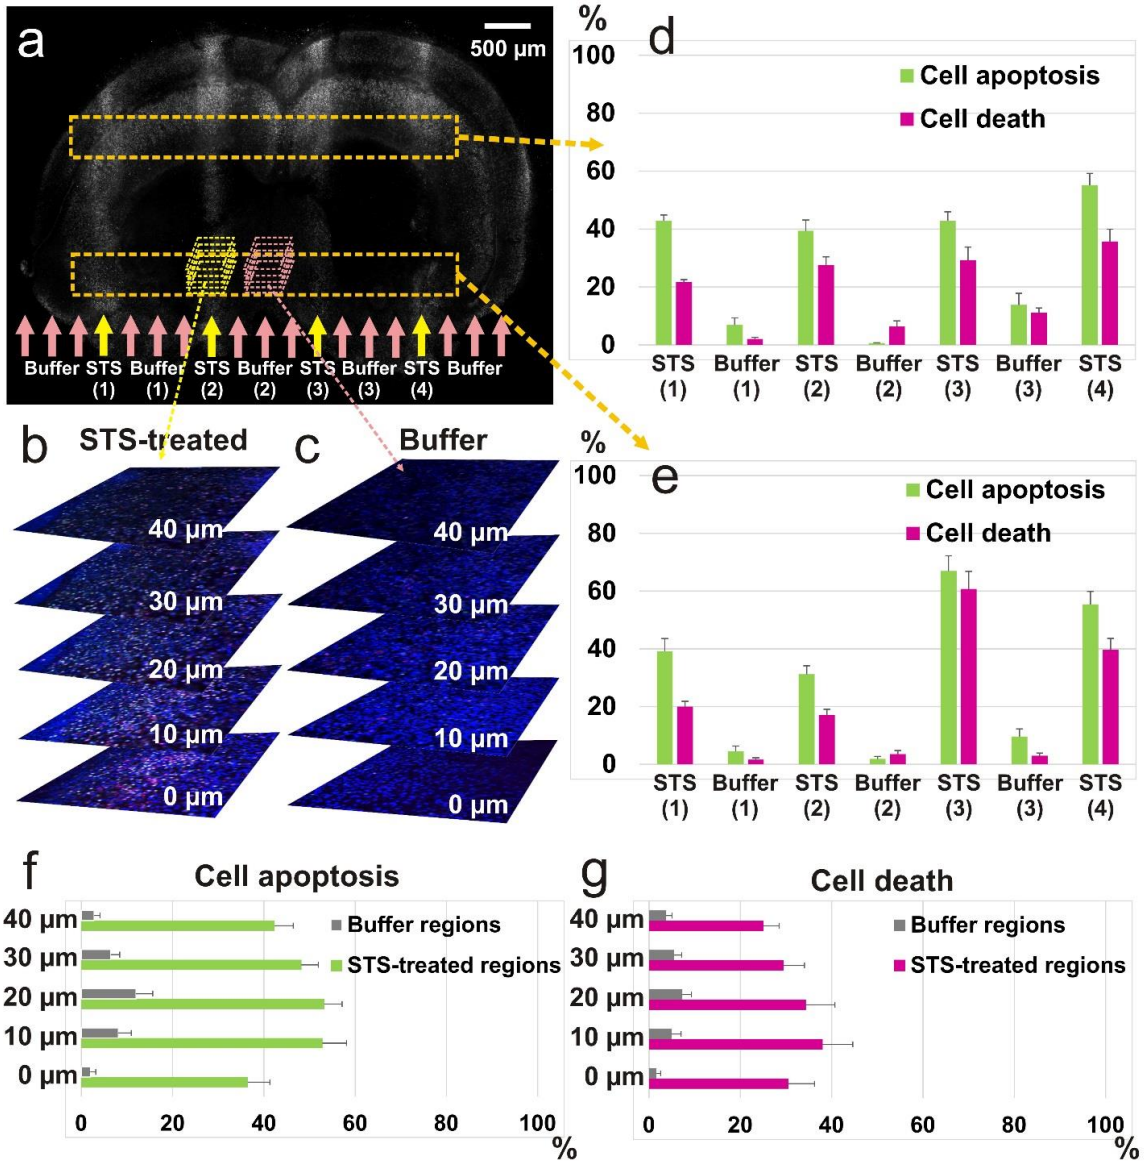 a
500 µm
Buffer STS Buffer STS Buffer STS Buffer STS Buffer
(1) (1) (2) (2) (3) (3) (4)
%
d
100
80
60
40
20
0
Cell apoptosis
Cell death
STS Buffer STS Buffer STS Buffer STS
(1) (1) (2) (2) (3) (3) (4)
b
STS-treated
40 µm
30 µm
20 µm
10 µm
0 µm
c
Buffer
40 µm
30 µm
20 µm
10 µm
0 µm
%
e
100
80
60
40
20
0
Cell apoptosis
Cell death
STS Buffer STS Buffer STS Buffer STS
(1) (1) (2) (2) (3) (3) (4)
f
Cell apoptosis
40 µm
30 µm
20 µm
10 µm
0 µm
Buffer regions
STS-treated regions
0 20 40 60 80 100
%
g
Cell death
40 µm
30 µm
20 µm
10 µm
0 µm
Buffer regions
STS-treated regions
0 20 40 60 80 100
%